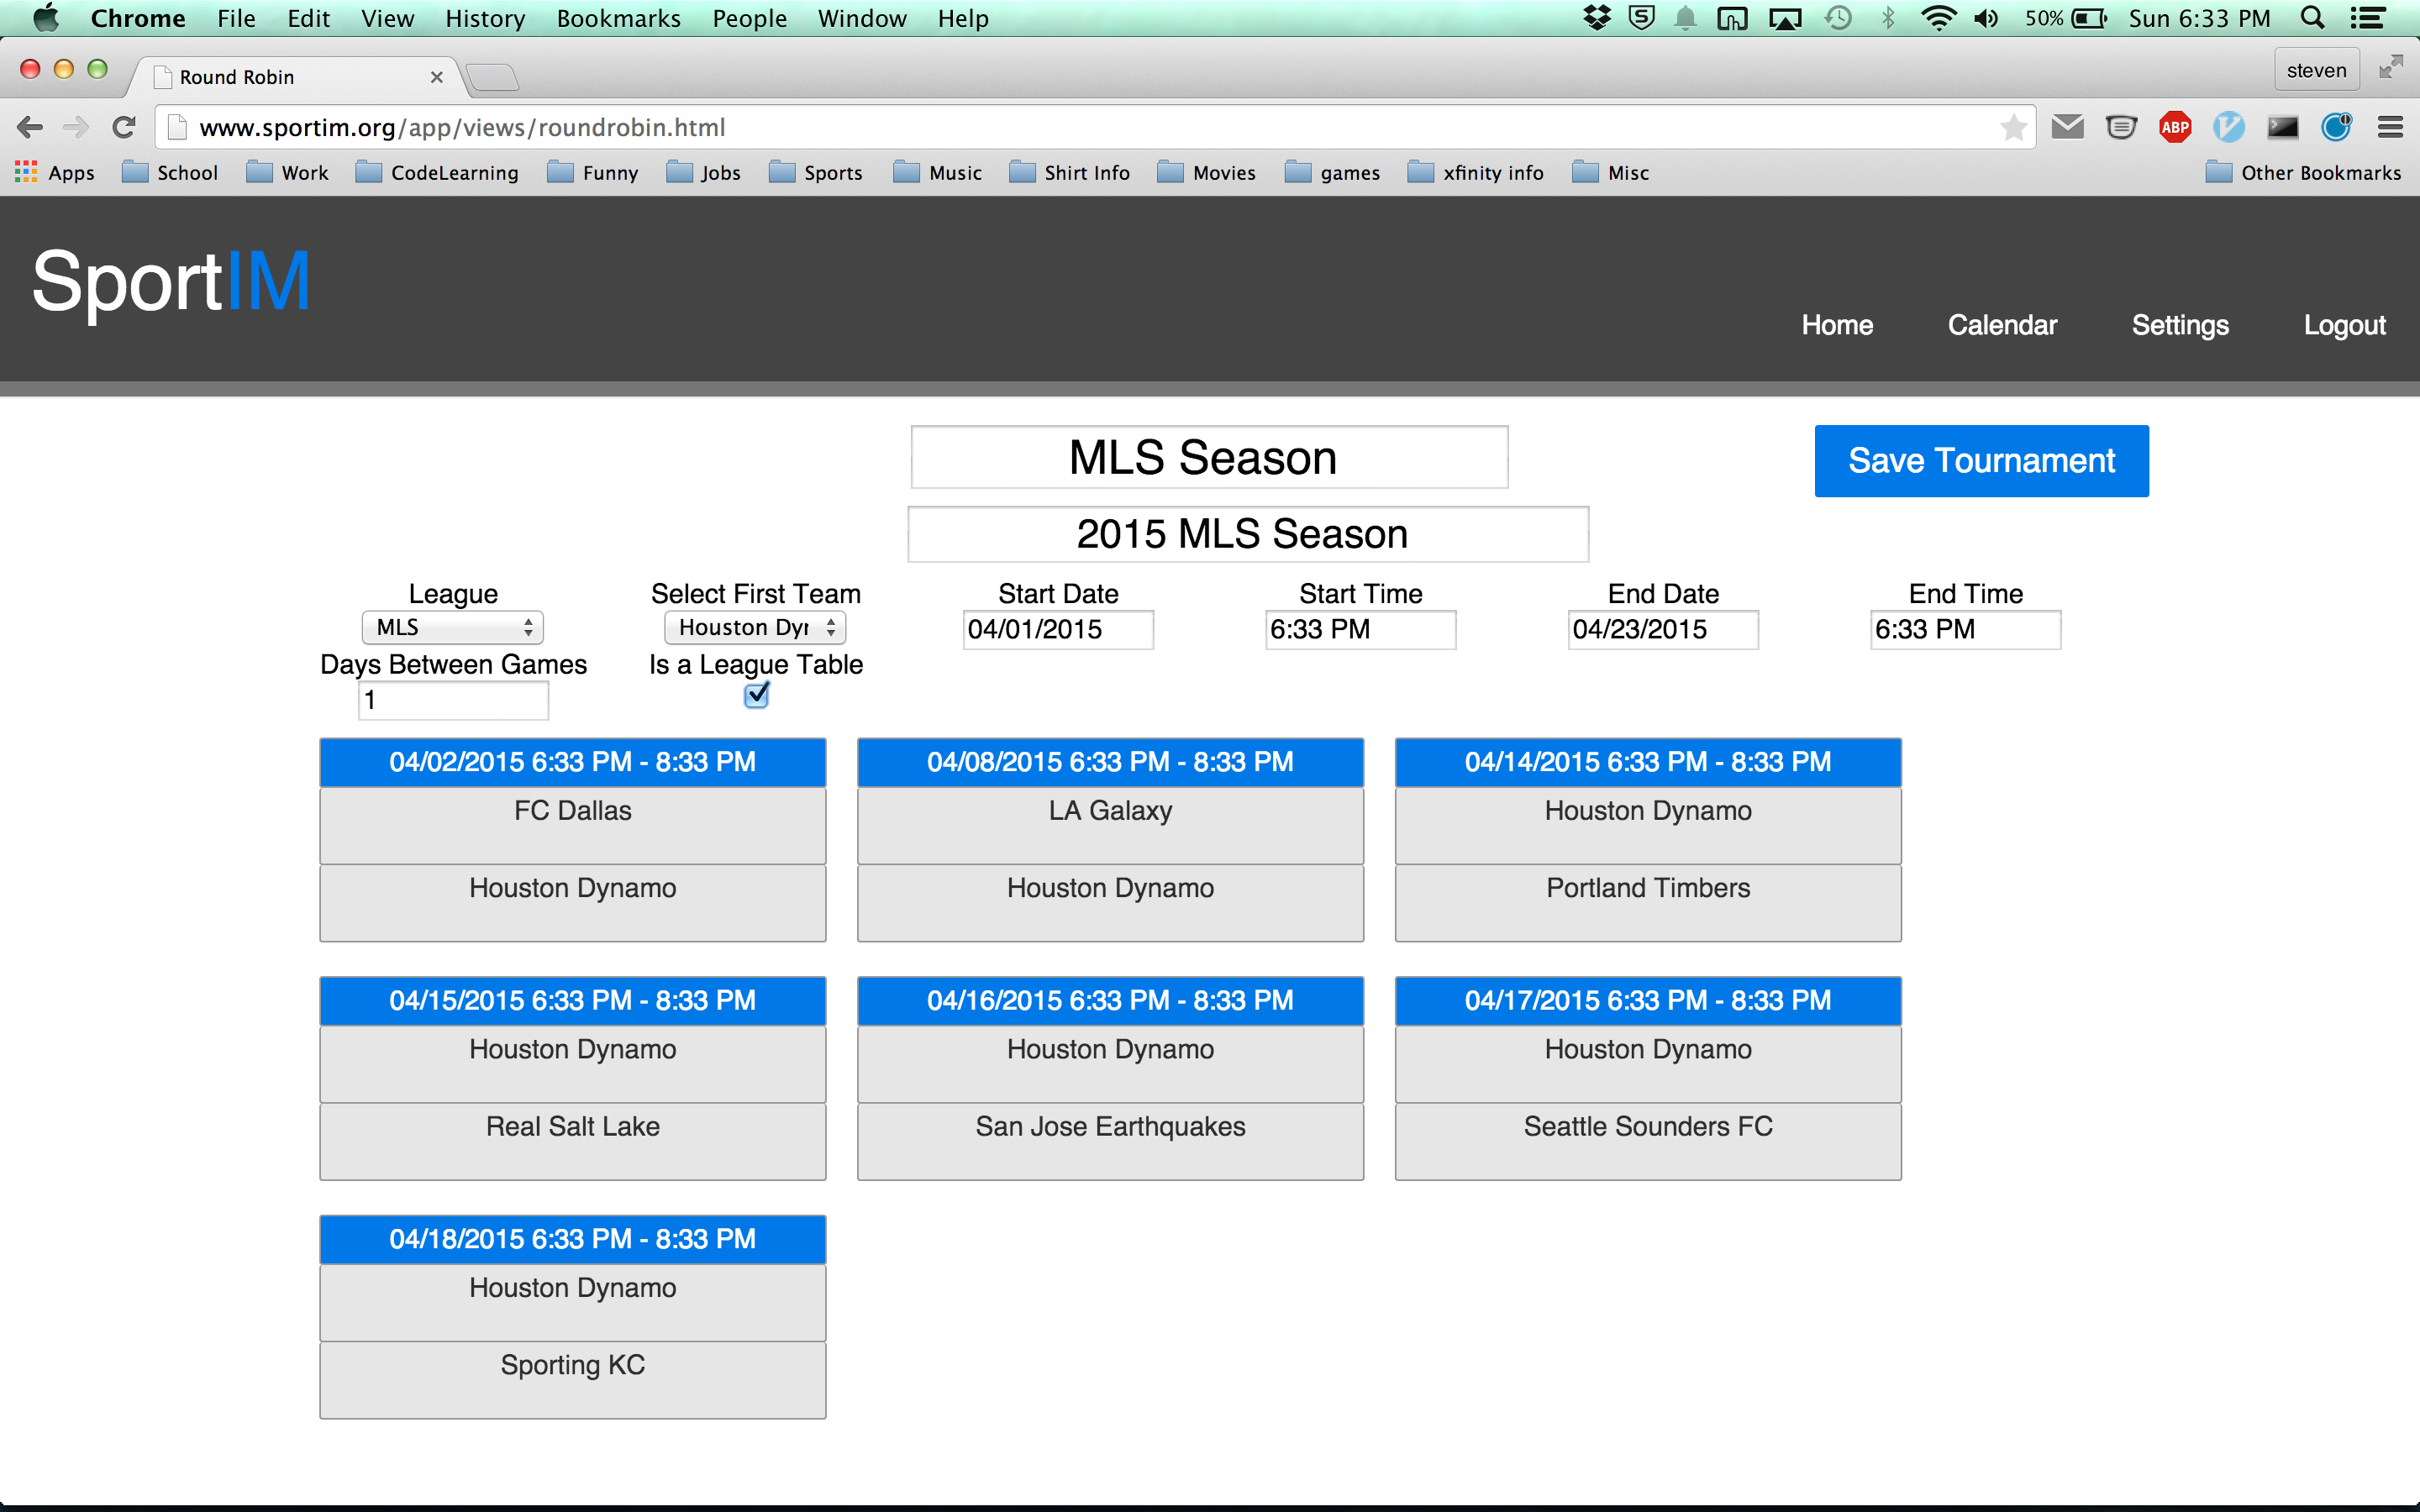 Chrome File Edit View History Bookmarks People Window Help 50% Sun 6:33 PM
Round Robin steven
www.sportim.org/app/views/roundrobin.html ABP
Apps School Work CodeLearning Funny Jobs Sports Music Shirt Info Movies games xfinity info Misc Other Bookmarks
SportIM
Home Calendar Settings Logout
MLS Season
Save Tournament
2015 MLS Season
League Select First Team Start Date Start Time End Date End Time
MLS Houston Dyr 04/01/2015 6:33 PM 04/23/2015 6:33 PM
Days Between Games Is a League Table
1
04/02/2015 6:33 PM - 8:33 PM 04/08/2015 6:33 PM - 8:33 PM 04/14/2015 6:33 PM - 8:33 PM
FC Dallas LA Galaxy Houston Dynamo
Houston Dynamo Houston Dynamo Portland Timbers
04/15/2015 6:33 PM - 8:33 PM 04/16/2015 6:33 PM - 8:33 PM 04/17/2015 6:33 PM - 8:33 PM
Houston Dynamo Houston Dynamo Houston Dynamo
Real Salt Lake San Jose Earthquakes Seattle Sounders FC
04/18/2015 6:33 PM - 8:33 PM
Houston Dynamo
Sporting KC